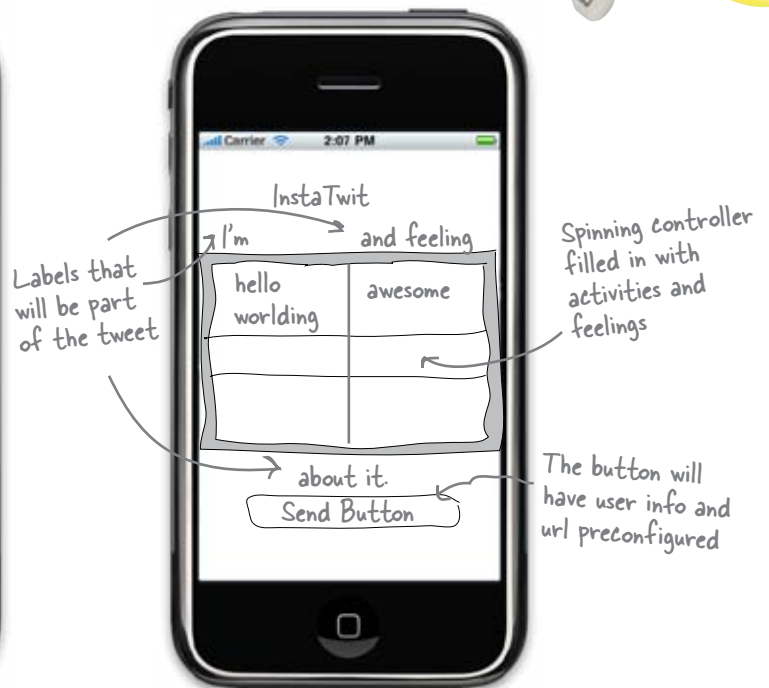 Carrier 2:07 PM
InstaTwit
I'm and feeling
hello
worlding
awesome
about it.
Send Button
Labels that
will be part
of the tweet
Spinning controller
filled in with
activities and
feelings
The button will
have user info and
url preconfigured